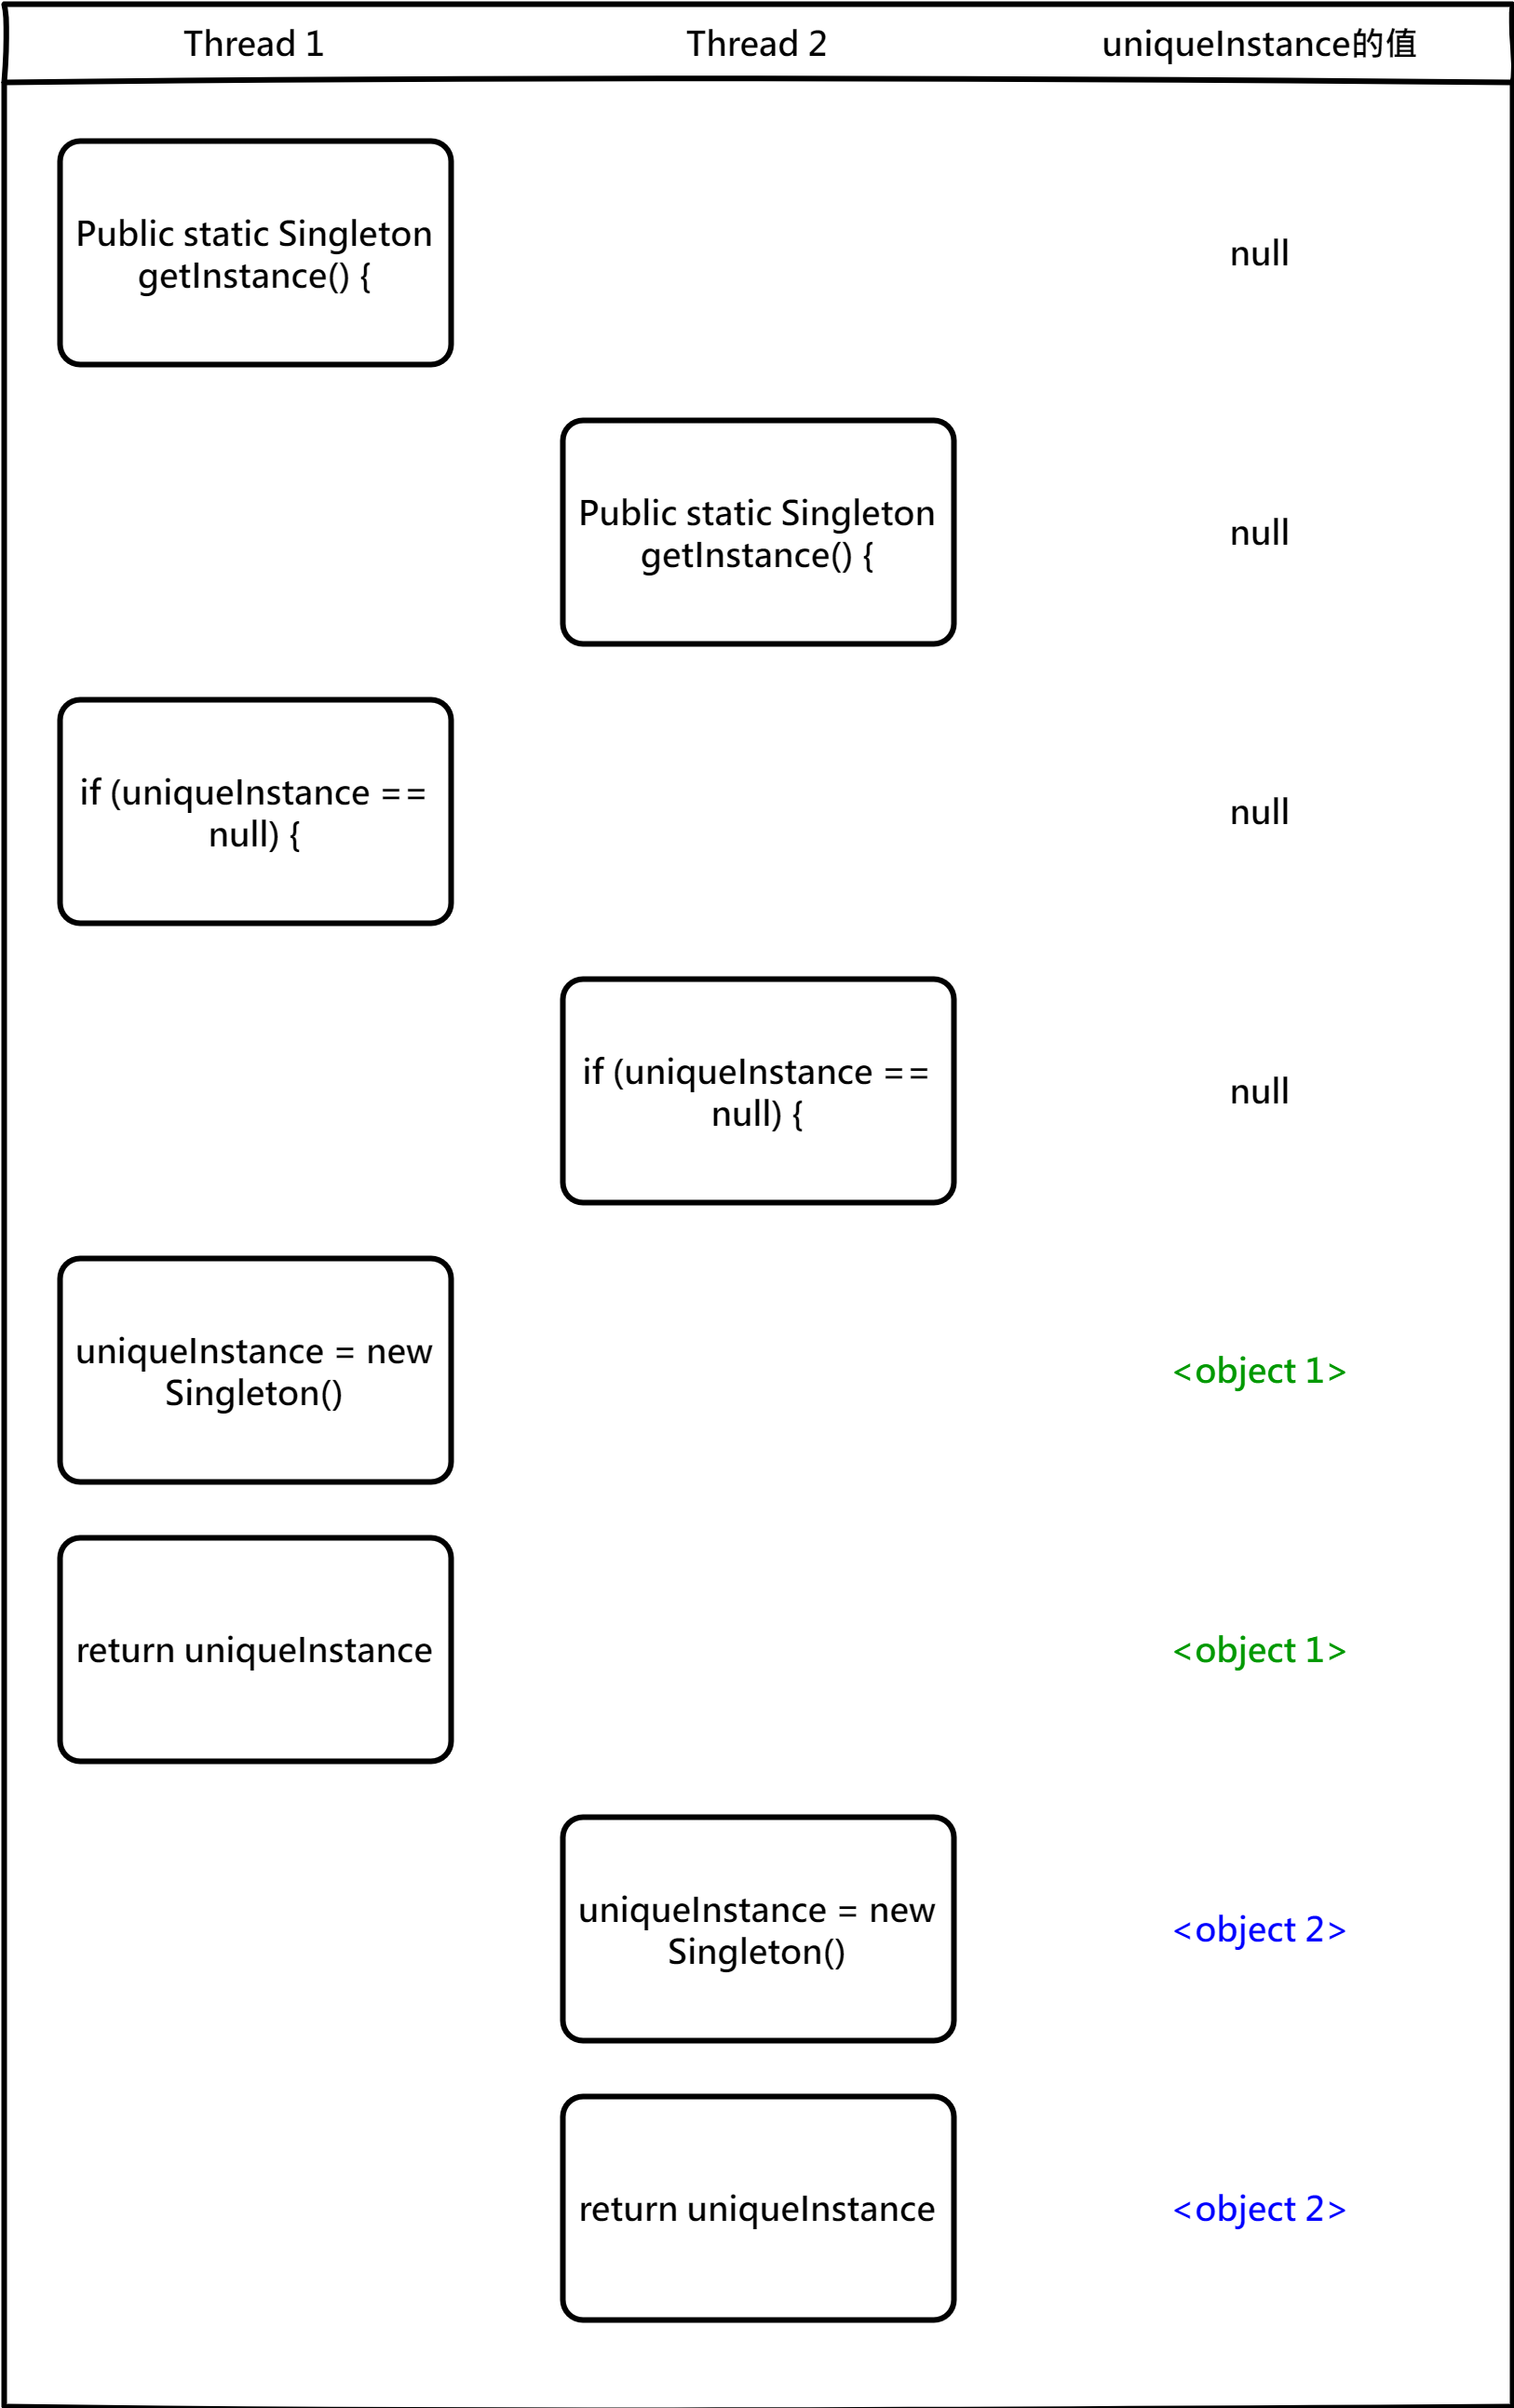 Thread 1 Thread 2 uniqueInstance的值
Public static Singleton
getInstance() {
null
Public static Singleton
getInstance() {
null
if (uniqueInstance ==
null) {
null
if (uniqueInstance ==
null) {
null
uniqueInstance = new
Singleton()
<object 1>
return uniqueInstance
<object 1>
uniqueInstance = new
Singleton()
<object 2>
return uniqueInstance
<object 2>